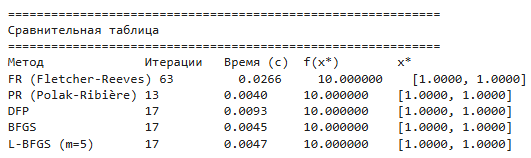 ============================================================
Сравнительная таблица
============================================================
Метод Итерации Время (с) f(x*) x*
FR (Fletcher-Reeves) 63 0.0266 10.000000 [1.0000, 1.0000]
PR (Polak-Ribière) 13 0.0040 10.000000 [1.0000, 1.0000]
DFP 17 0.0093 10.000000 [1.0000, 1.0000]
BFGS 17 0.0045 10.000000 [1.0000, 1.0000]
L-BFGS (m=5) 17 0.0047 10.000000 [1.0000, 1.0000]